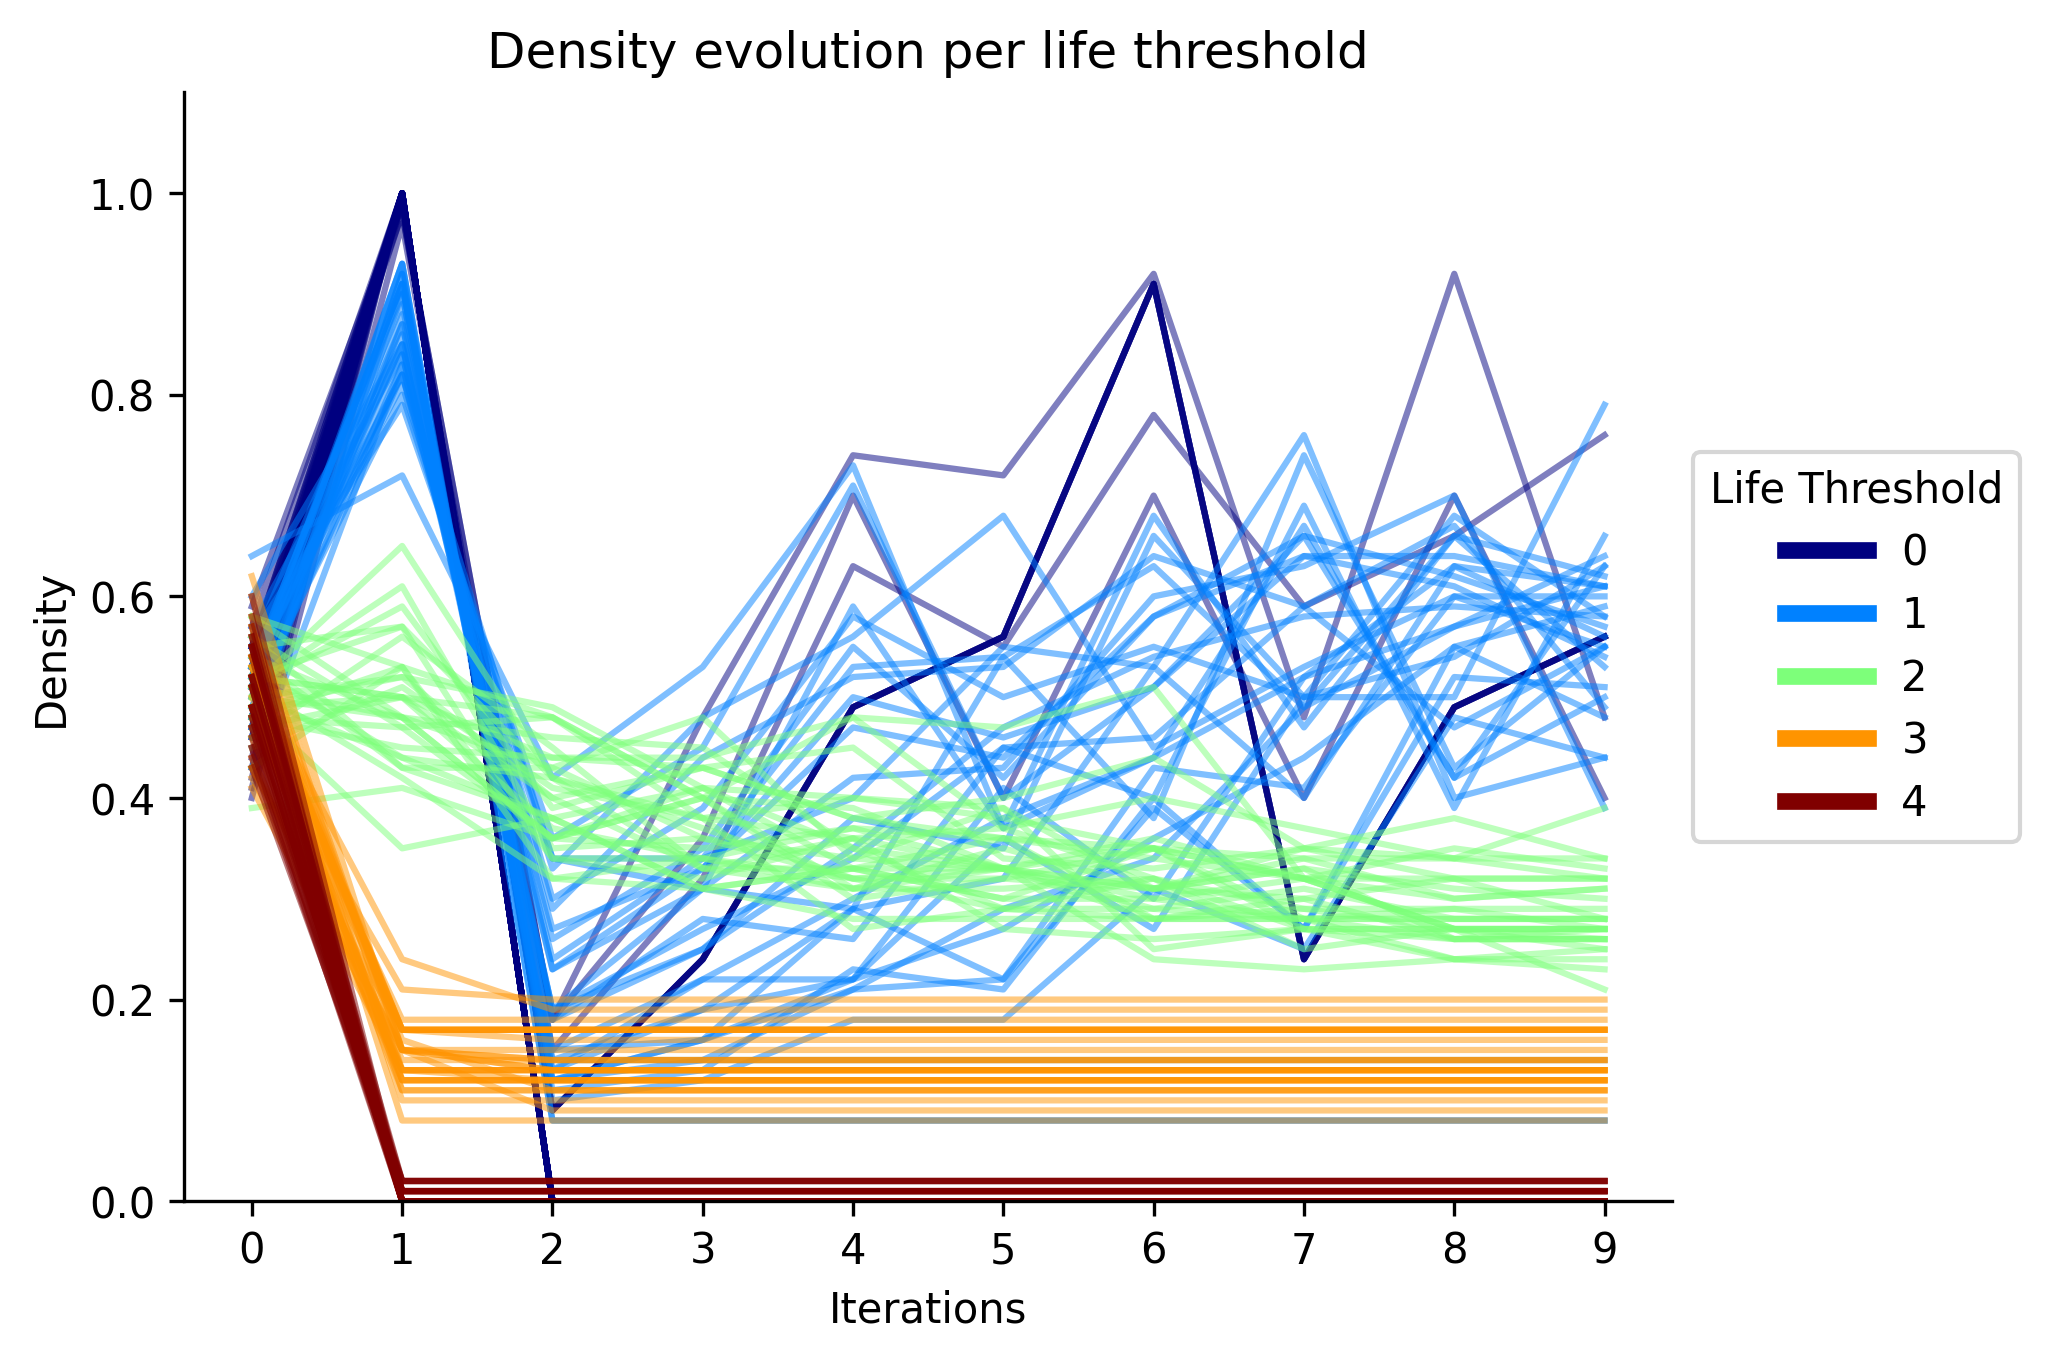 Density evolution per life threshold
Density
1.0
0.8
0.6
0.4
0.2
0.0
0 1 2 3 4 5 6 7 8 9
Iterations
Life Threshold
0
1
2
3
4